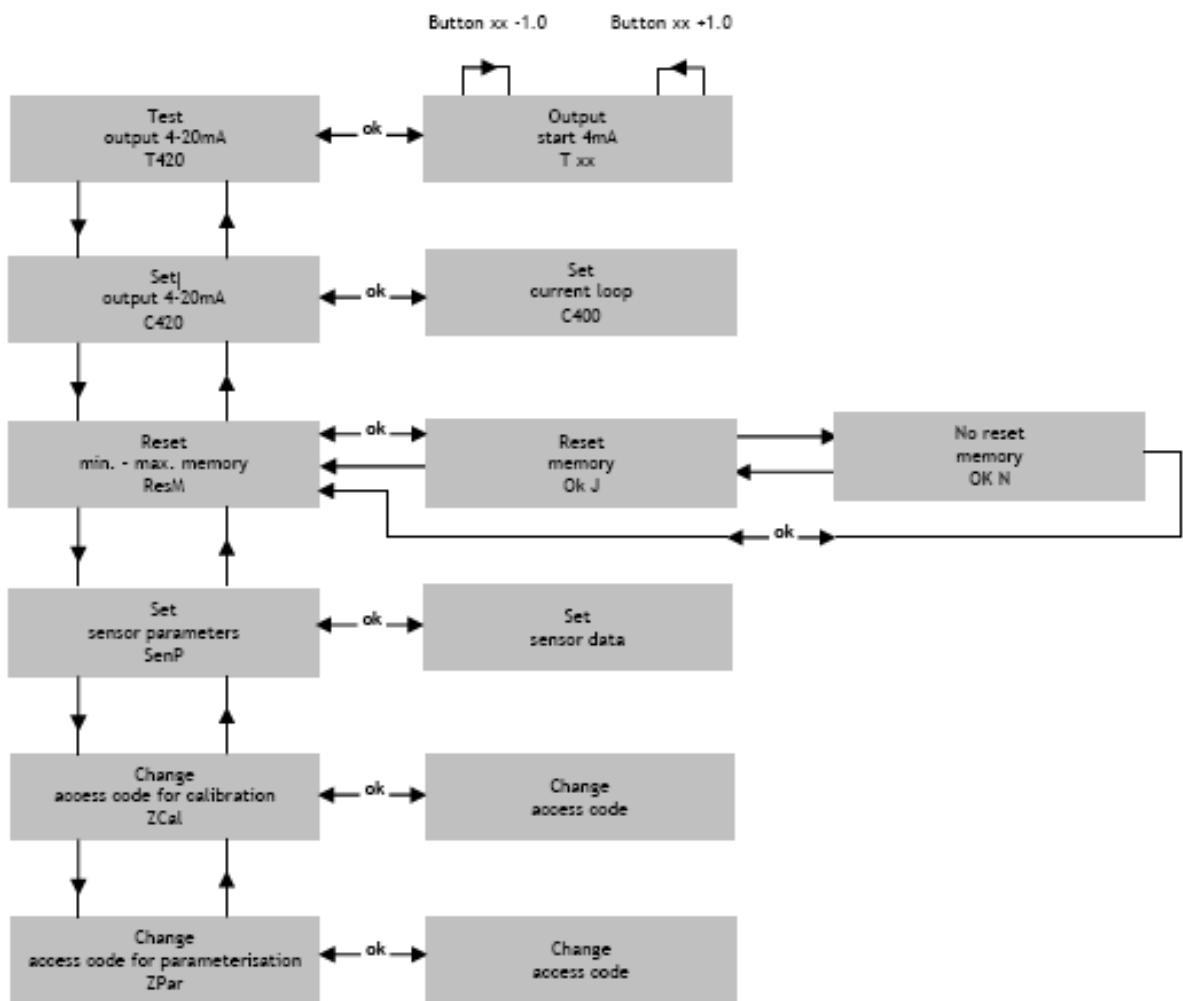 Button xx -1.0
Button xx +1.0
Test
output 4-20mA
T420
ok
Output
start 4mA
T xx
Set
output 4-20mA
C420
ok
Set
current loop
C400
Reset
min. - max. memory
ResM
ok
Reset
memory
Ok J
No reset
memory
OK N
ok
Set
sensor parameters
SenP
ok
Set
sensor data
Change
access code for calibration
ZCal
ok
Change
access code
Change
access code for parameterisation
ZPar
ok
Change
access code